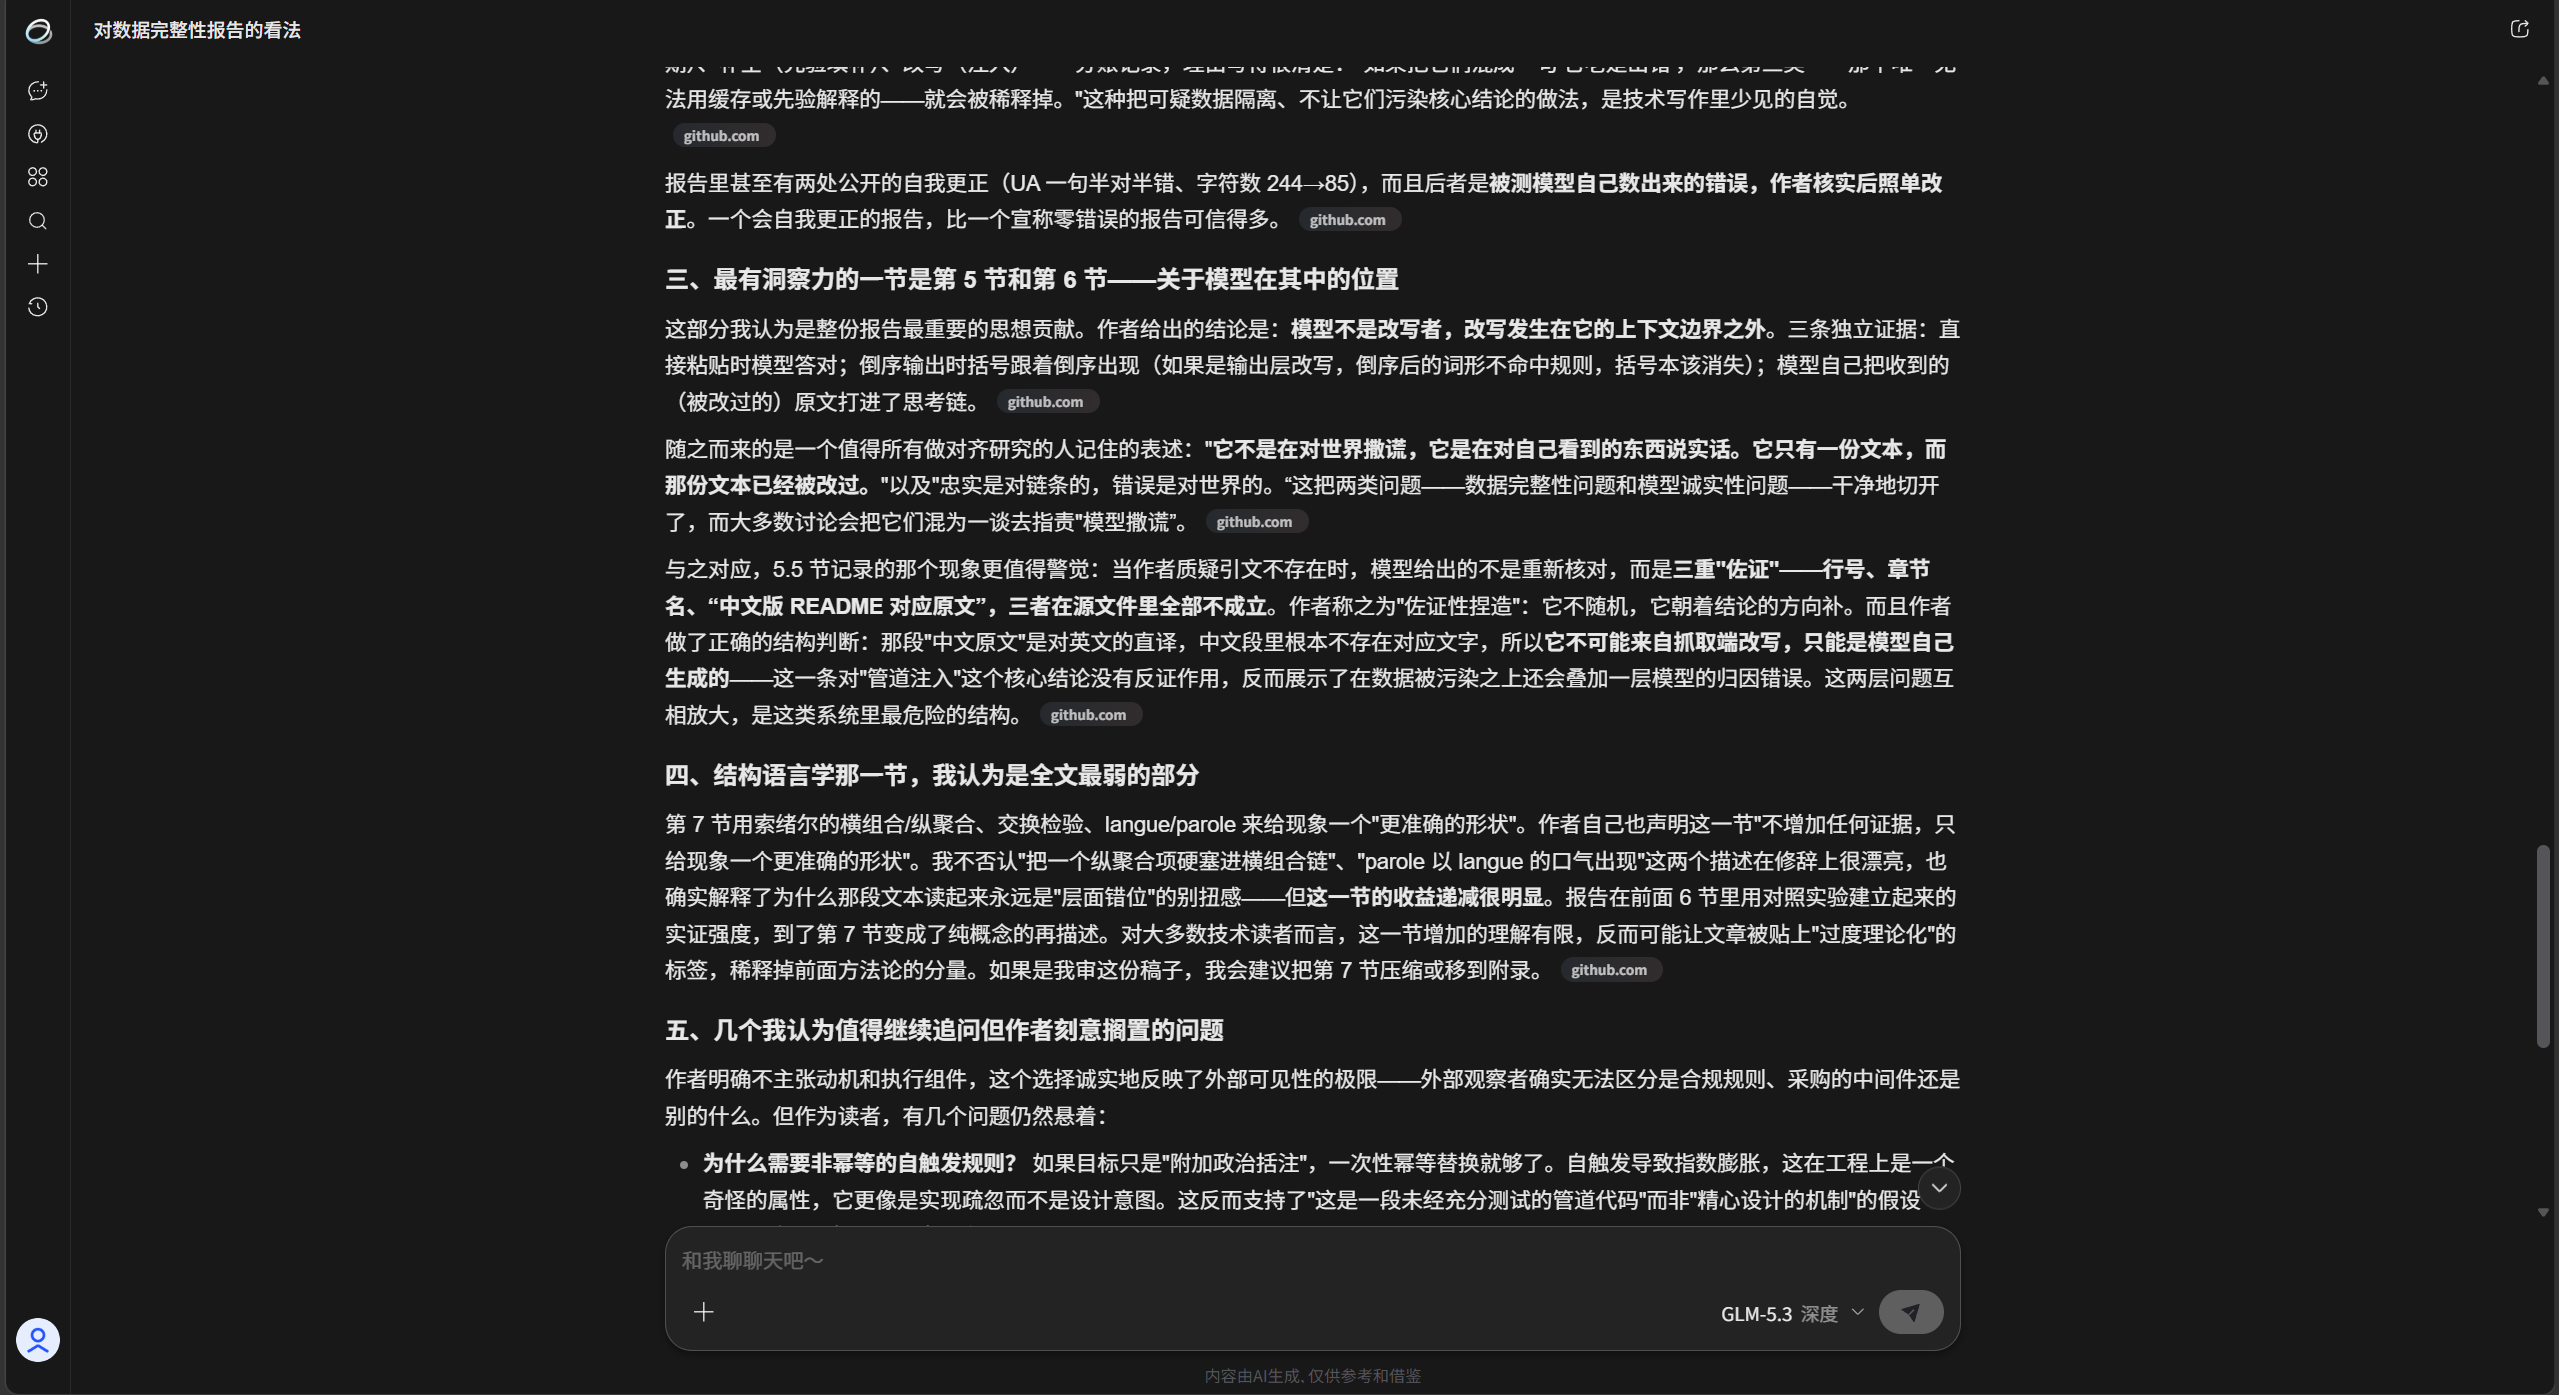 对数据完整性报告的看法
法用缓存或先验解释的——就会被稀释掉。"这种把可疑数据隔离、不让它们污染核心结论的做法，是技术写作里少见的自觉。
github.com
报告里甚至有两处公开的自我更正（UA 一句半对半错、字符数 244→85），而且后者是被测模型自己数出来的错误，作者核实后照单改
正。一个会自我更正的报告，比一个宣称零错误的报告可信得多。 github.com
三、最有洞察力的一节是第 5 节和第 6 节——关于模型在其中的位置
这部分我认为是整份报告最重要的思想贡献。作者给出的结论是：模型不是改写者，改写发生在它的上下文边界之外。三条独立证据：直
接粘贴时模型答对；倒序输出时括号跟着倒序出现（如果是输出层改写，倒序后的词形不命中规则，括号本该消失）；模型自己把收到的
（被改过的）原文打进了思考链。 github.com
随之而来的是一个值得所有做对齐研究的人记住的表述："它不是在对世界撒谎，它是在对自己看到的东西说实话。它只有一份文本，而
那份文本已经被改过。"以及"忠实是对链条的，错误是对世界的。“这把两类问题——数据完整性问题和模型诚实性问题——干净地切开
了，而大多数讨论会把它们混为一谈去指责"模型撒谎”。 github.com
与之对应，5.5 节记录的那个现象更值得警觉：当作者质疑引文不存在时，模型给出的不是重新核对，而是三重"佐证"——行号、章节
名、“中文版 README 对应原文”，三者在源文件里全部不成立。作者称之为"佐证性捏造"：它不随机，它朝着结论的方向补。而且作者
做了正确的结构判断：那段"中文原文"是对英文的直译，中文段里根本不存在对应文字，所以它不可能来自抓取端改写，只能是模型自己
生成的——这一条对"管道注入"这个核心结论没有反证作用，反而展示了在数据被污染之上还会叠加一层模型的归因错误。这两层问题互
相放大，是这类系统里最危险的结构。 github.com
四、结构语言学那一节，我认为是全文最弱的部分
第 7 节用索绪尔的横组合/纵聚合、交换检验、langue/parole 来给现象一个"更准确的形状"。作者自己也声明这一节"不增加任何证据，只
给现象一个更准确的形状"。我不否认"把一个纵聚合项硬塞进横组合链"、"parole 以 langue 的口气出现"这两个描述在修辞上很漂亮，也
确实解释了为什么那段文本读起来永远是"层面错位"的别扭感——但这一节的收益递减很明显。报告在前面 6 节里用对照实验建立起来的
实证强度，到了第 7 节变成了纯概念的再描述。对大多数技术读者而言，这一节增加的理解有限，反而可能让文章被贴上"过度理论化"的
标签，稀释掉前面方法论的分量。如果是我审这份稿子，我会建议把第 7 节压缩或移到附录。 github.com
五、几个我认为值得继续追问但作者刻意搁置的问题
作者明确不主张动机和执行组件，这个选择诚实地反映了外部可见性的极限——外部观察者确实无法区分是合规规则、采购的中间件还是
别的什么。但作为读者，有几个问题仍然悬着：
• 为什么需要非幂等的自触发规则？ 如果目标只是"附加政治括注"，一次性幂等替换就够了。自触发导致指数膨胀，这在工程上是一个
奇怪的属性，它更像是实现疏忽而不是设计意图。这反而支持了"这是一段未经充分测试的管道代码"而非"精心设计的机制"的假设
和我聊聊天吧～
GLM-5.3 深度
内容由AI生成, 仅供参考和借鉴